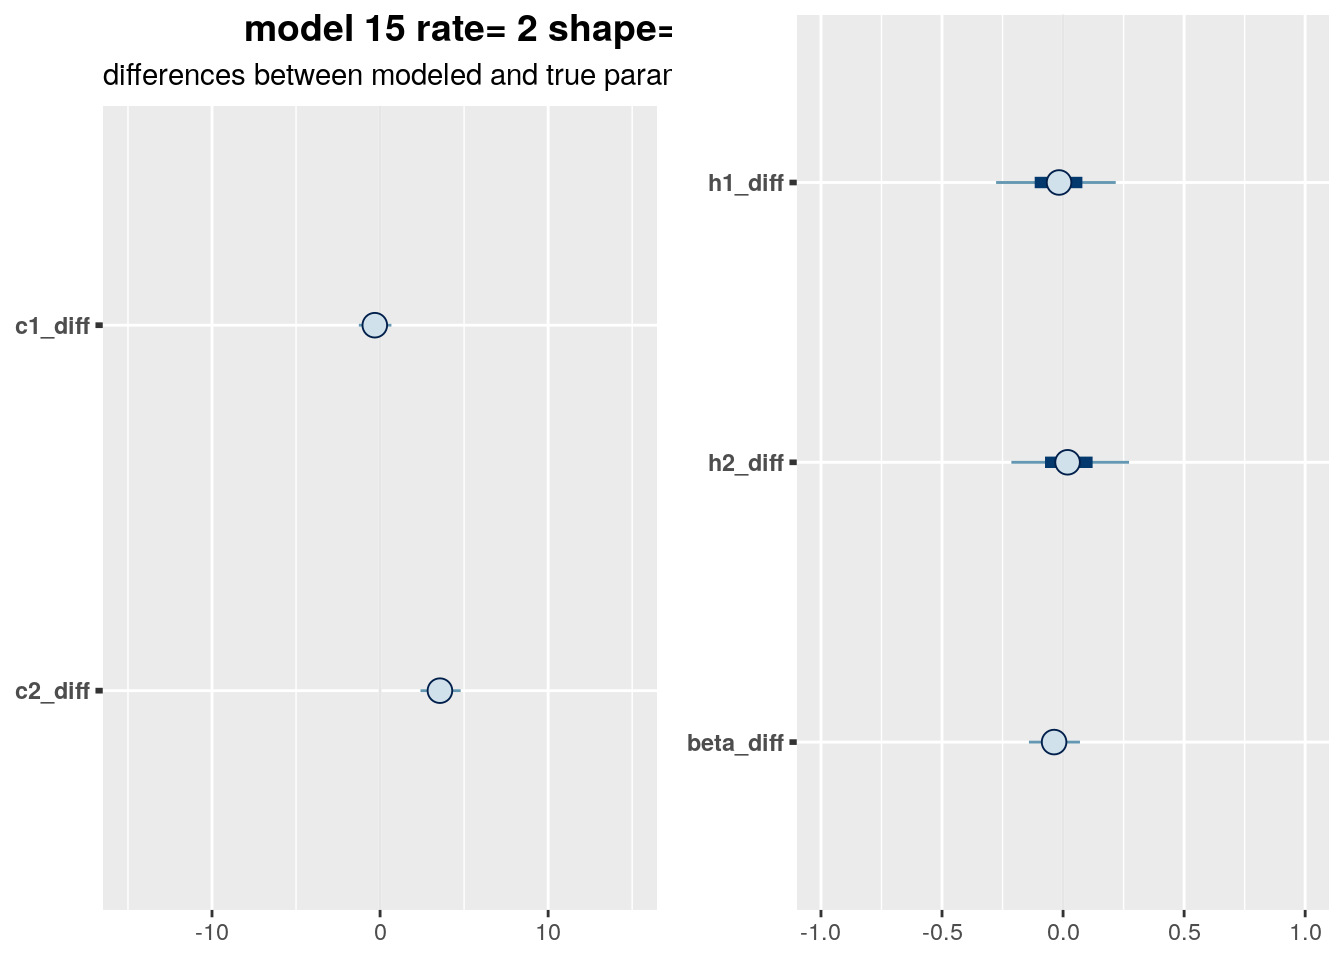 model 15 rate= 2 shape=
differences between modeled and true
c1_diff
c2_diff
-10 0 10
h1_diff
h2_diff
beta_diff
-1.0 -0.5 0.0 0.5 1.0